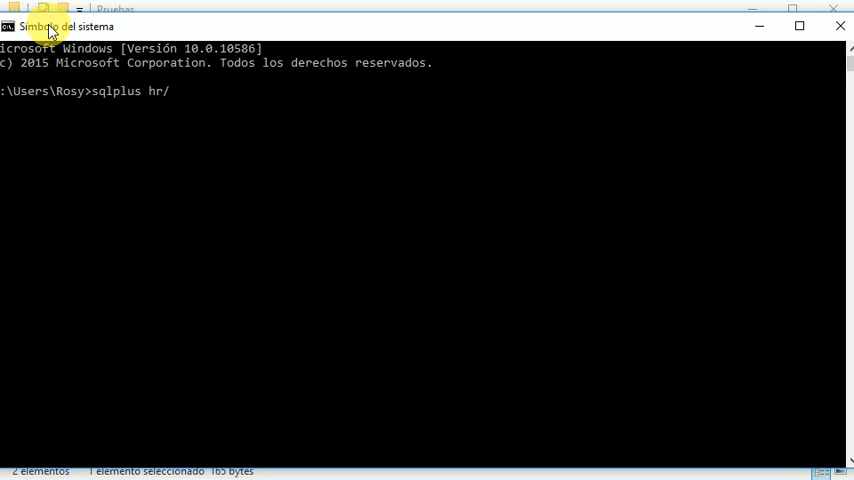 Pruebas
Símbolo del sistema
icrosoft Windows [Versión 10.0.10586]
c) 2015 Microsoft Corporation. Todos los derechos reservados.
:\Users\Rosy>sqlplus hr/
2 elementos 1 elemento seleccionado 165 bytes